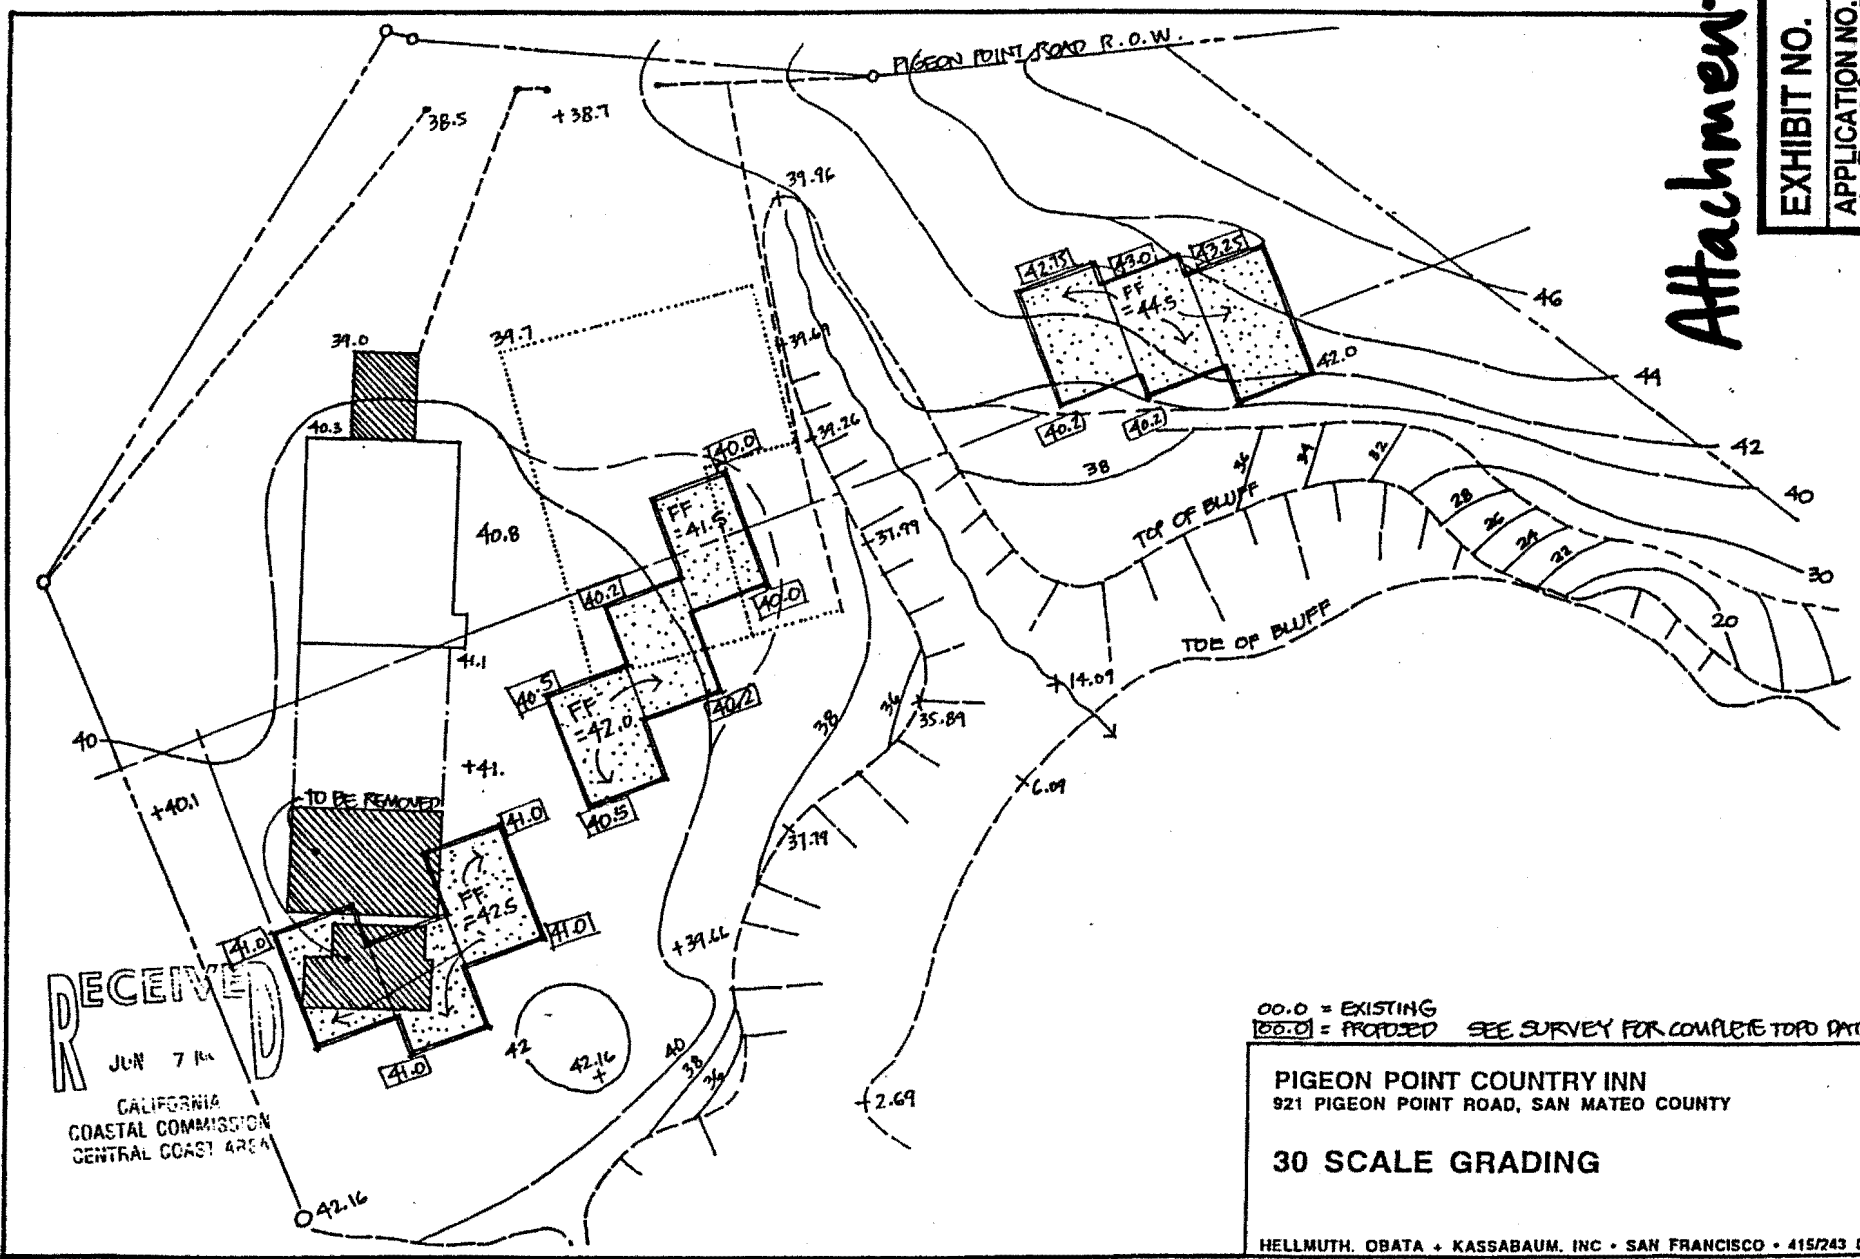 Attachmen
EXHIBIT NO.
APPLICATION NO.
PIGEON POINT ROAD R.O.W.
38.5
+38.7
39.96
42.75
43.0
43.25
FF
=44.5
46
39.0
39.7
+39.69
42.0
44
40.3
40.0
+39.26
40.2
40.2
38
36
34
32
42
28
40
FF
=41.5
TOP OF BLUFF
26
24
22
40.8
+37.99
30
40.2
40.0
TOE OF BLUFF
20
41.1
40.5
FF
=42.0
40.2
+14.09
38
36
35.89
40
+41.
6.09
+40.1
TO BE REMOVED
41.0
40.5
37.79
FF
=42.5
41.0
41.0
+39.66
RECEIVED
JUN 7
CALIFORNIA
COASTAL COMMISSION
CENTRAL COAST AREA
42
42.16
+
40
38
36
41.0
+2.69
42.16
00.0 = EXISTING
00.0 = PROPOSED SEE SURVEY FOR COMPLETE TOPO DAT
PIGEON POINT COUNTRY INN
921 PIGEON POINT ROAD, SAN MATEO COUNTY
30 SCALE GRADING
HELLMUTH, OBATA + KASSABAUM, INC • SAN FRANCISCO • 415/243